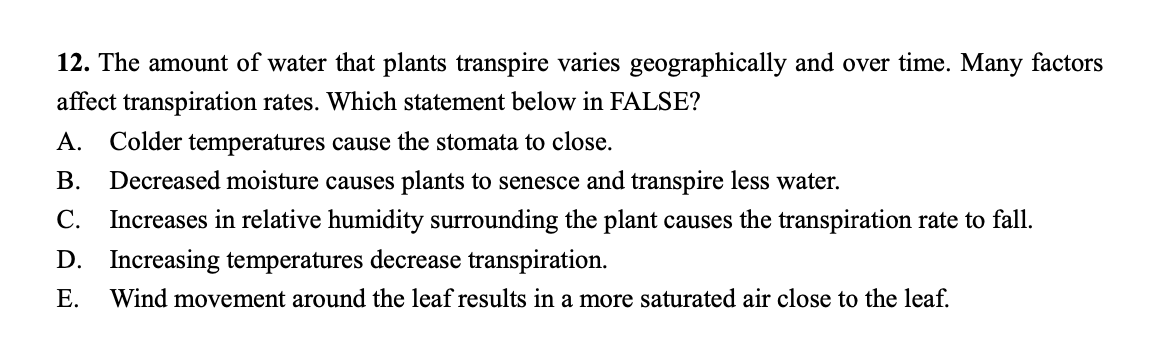 12. The amount of water that plants transpire varies geographically and over time. Many factors
affect transpiration rates. Which statement below in FALSE?
A. Colder temperatures cause the stomata to close.
B. Decreased moisture causes plants to senesce and transpire less water.
C. Increases in relative humidity surrounding the plant causes the transpiration rate to fall.
D. Increasing temperatures decrease transpiration.
E. Wind movement around the leaf results in a more saturated air close to the leaf.